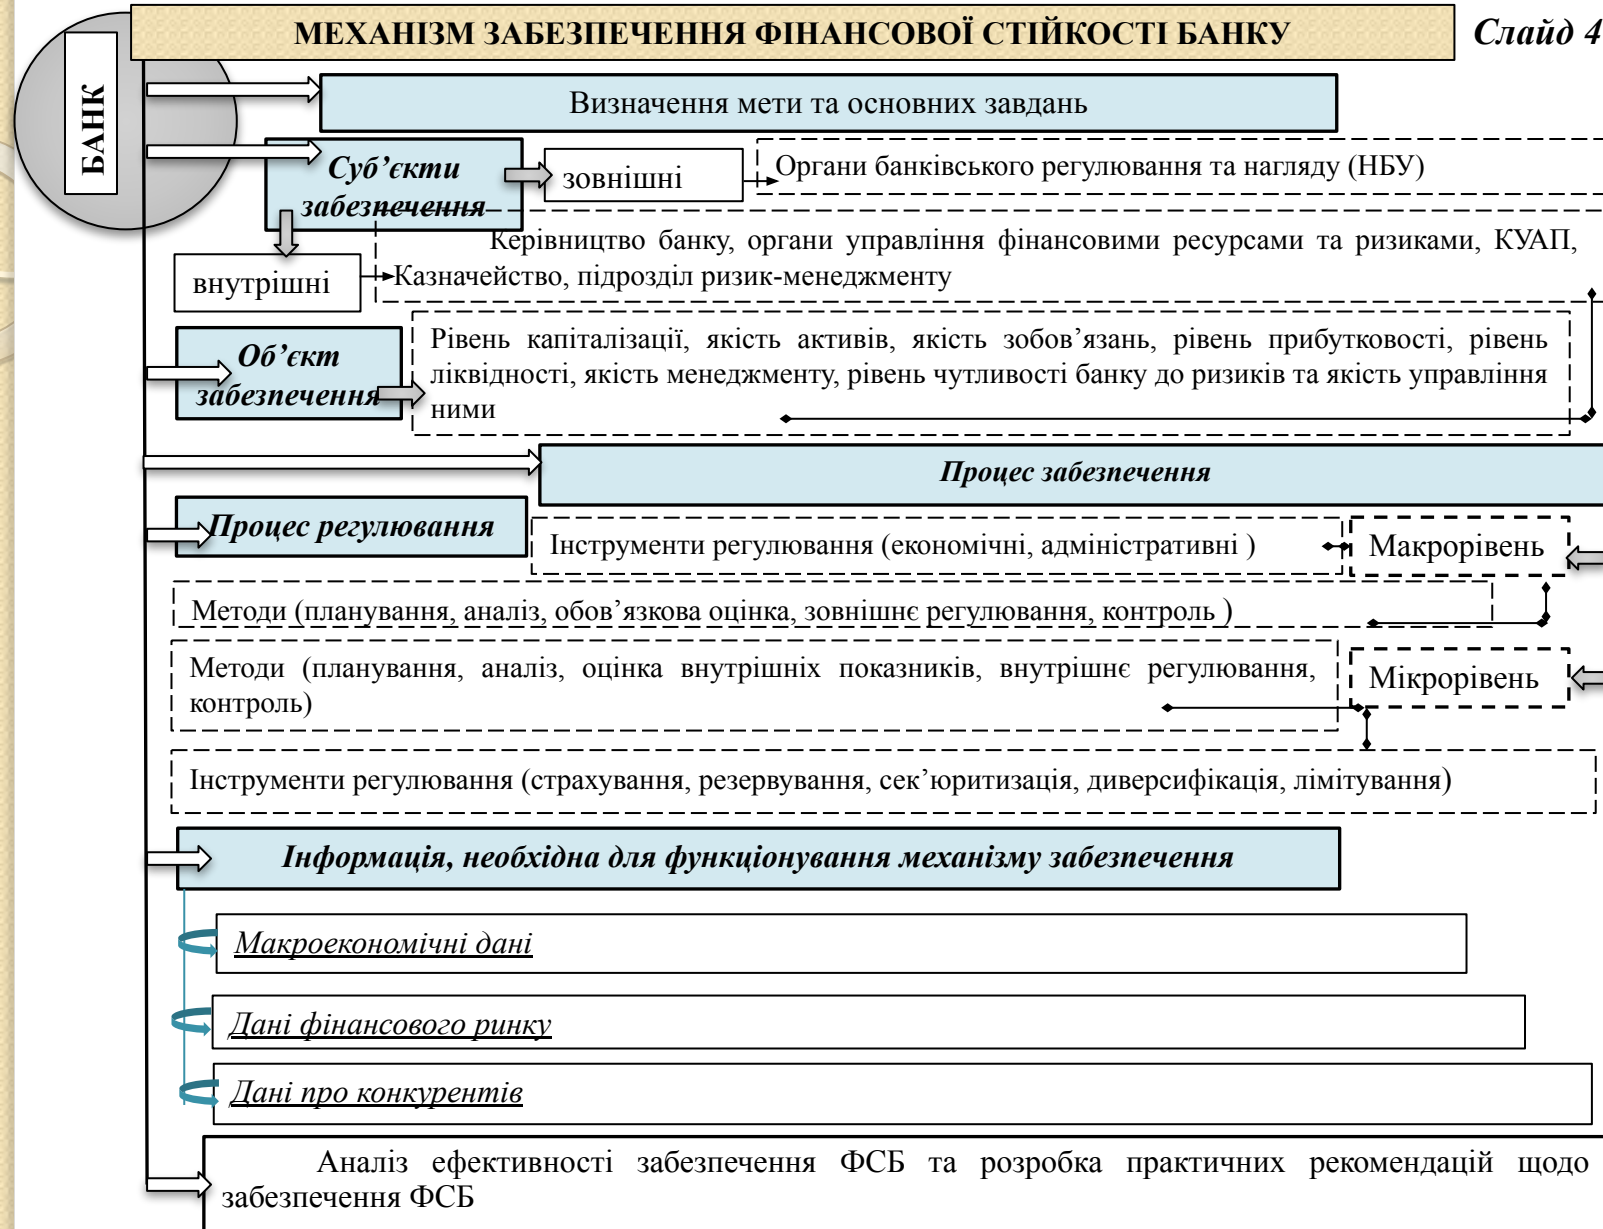 МЕХАНІЗМ ЗАБЕЗПЕЧЕННЯ ФІНАНСОВОЇ СТІЙКОСТІ БАНКУ
Слайд 4
БАНК
Визначення мети та основних завдань
Суб’єкти
забезпечення
зовнішні
Органи банківського регулювання та нагляду (НБУ)
Керівництво банку, органи управління фінансовими ресурсами та ризиками, КУАП,
Казначейство, підрозділ ризик-менеджменту
внутрішні
Об’єкт
забезпечення
Рівень капіталізації, якість активів, якість зобов’язань, рівень прибутковості, рівень
ліквідності, якість менеджменту, рівень чутливості банку до ризиків та якість управління
ними
Процес забезпечення
Процес регулювання
Інструменти регулювання (економічні, адміністративні )
Макрорівень
Методи (планування, аналіз, обов’язкова оцінка, зовнішнє регулювання, контроль )
Методи (планування, аналіз, оцінка внутрішніх показників, внутрішнє регулювання,
контроль)
Мікрорівень
Інструменти регулювання (страхування, резервування, сек’юритизація, диверсифікація, лімітування)
Інформація, необхідна для функціонування механізму забезпечення
Макроекономічні дані
Дані фінансового ринку
Дані про конкурентів
Аналіз ефективності забезпечення ФСБ та розробка практичних рекомендацій щодо
забезпечення ФСБ